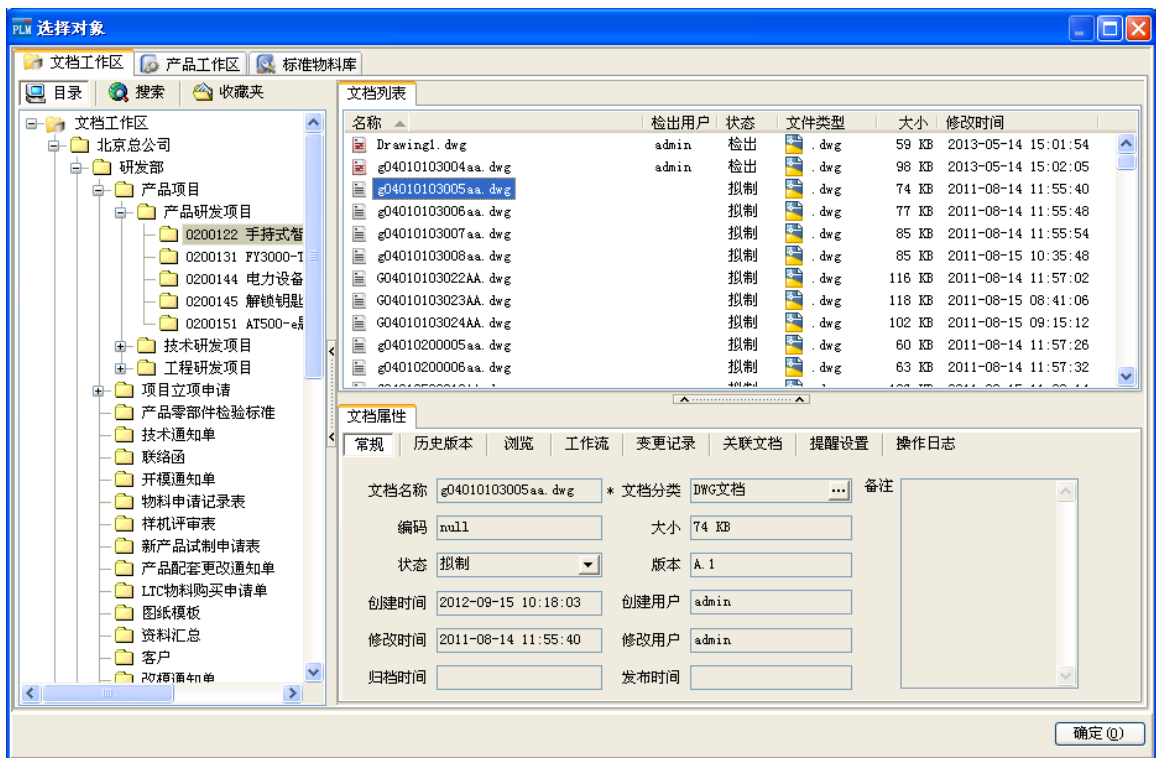 PLM 选择对象
文档工作区 产品工作区 标准物料库
目录 搜索 收藏夹
文档工作区
北京总公司
研发部
产品项目
产品研发项目
0200122 手持式智
0200131 FY3000-T
0200144 电力设备
0200145 解锁钥匙
0200151 AT500-e
技术研发项目
工程研发项目
项目立项申请
产品零部件检验标准
技术通知单
联络函
开模通知单
物料申请记录表
样机评审表
新产品试制申请表
产品配套更改通知单
LTC物料购买申请单
图纸模板
资料汇总
客户
改模通知单
文档列表
名称 检出用户 状态 文件类型 大小 修改时间
Drawing1.dwg admin 检出 .dwg 59 KB 2013-05-14 15:01:54
g04010103004aa.dwg admin 检出 .dwg 98 KB 2013-05-14 15:02:05
g04010103005aa.dwg 拟制 .dwg 74 KB 2011-08-14 11:55:40
g04010103006aa.dwg 拟制 .dwg 77 KB 2011-08-14 11:55:48
g04010103007aa.dwg 拟制 .dwg 85 KB 2011-08-14 11:55:54
g04010103008aa.dwg 拟制 .dwg 85 KB 2011-08-15 10:35:48
G04010103022AA.dwg 拟制 .dwg 116 KB 2011-08-14 11:57:02
G04010103023AA.dwg 拟制 .dwg 118 KB 2011-08-15 08:41:06
G04010103024AA.dwg 拟制 .dwg 102 KB 2011-08-15 09:15:12
g04010200005aa.dwg 拟制 .dwg 60 KB 2011-08-14 11:57:26
g04010200006aa.dwg 拟制 .dwg 63 KB 2011-08-14 11:57:32
文档属性
常规 历史版本 浏览 工作流 变更记录 关联文档 提醒设置 操作日志
文档名称 g04010103005aa.dwg * 文档分类 DWG文档 ... 备注
编码 null 大小 74 KB
状态 拟制 版本 A.1
创建时间 2012-09-15 10:18:03 创建用户 admin
修改时间 2011-08-14 11:55:40 修改用户 admin
归档时间 发布时间
确定(O)